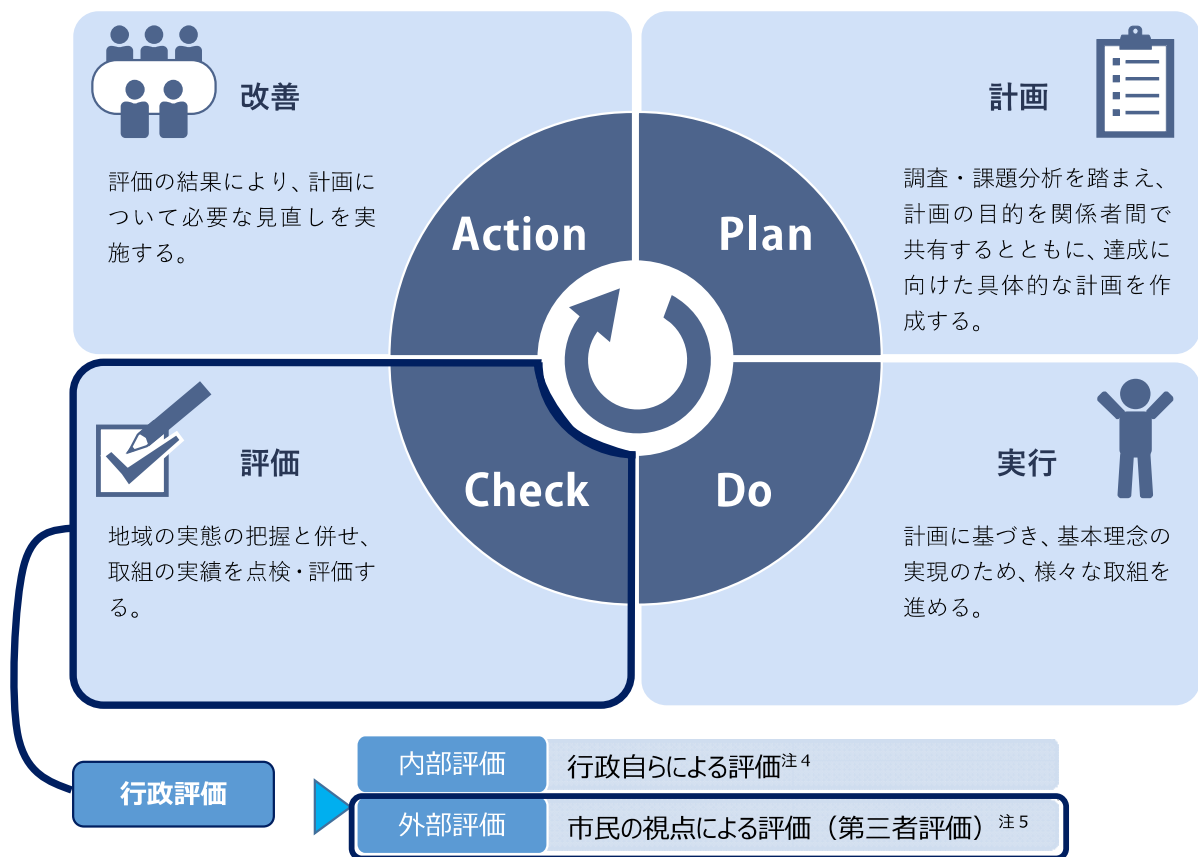 改善
評価の結果により、計画に
ついて必要な見直しを実
施する。
Action
計画
調査・課題分析を踏まえ、
計画の目的を関係者間で
共有するとともに、達成に
向けた具体的な計画を作
成する。
Plan
評価
地域の実態の把握と併せ、
取組の実績を点検・評価す
る。
Check
実行
計画に基づき、基本理念の
実現のため、様々な取組を
進める。
Do
行政評価
内部評価 行政自らによる評価注4
外部評価 市民の視点による評価（第三者評価）注5